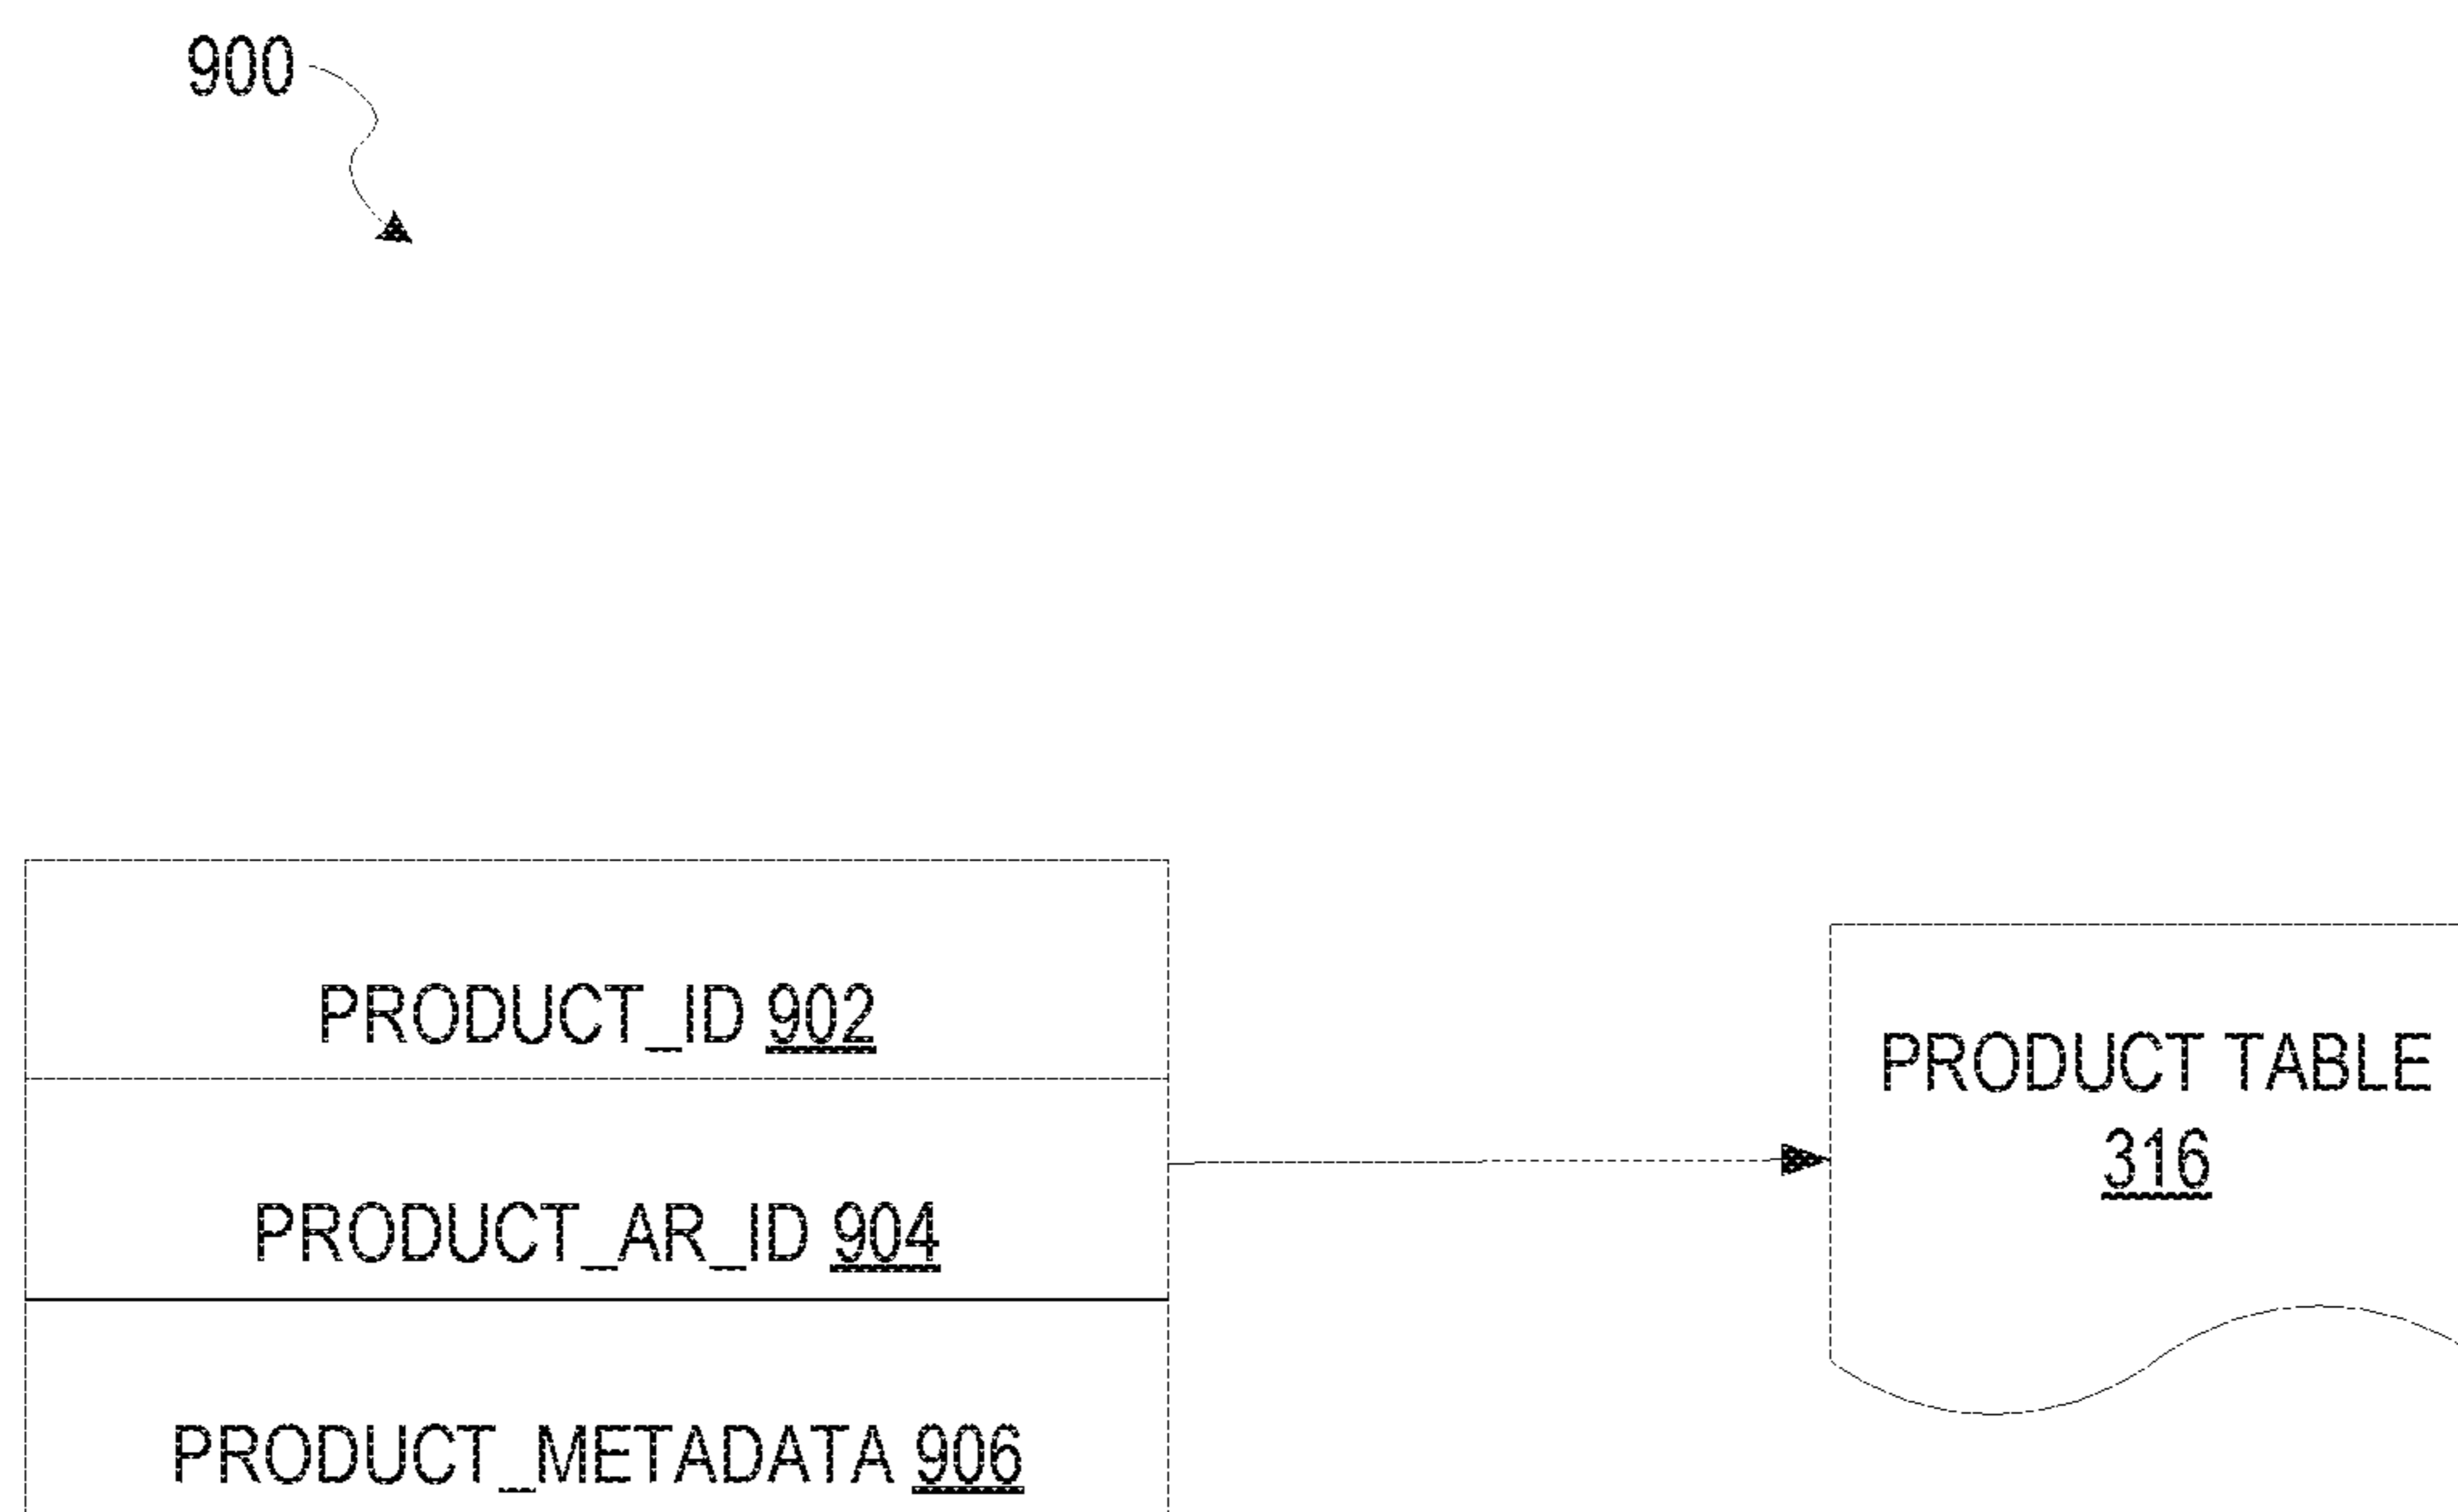 900
PRODUCT_ID 902
PRODUCT_AR_ID 904
PRODUCT_METADATA 906
PRODUCT TABLE
316